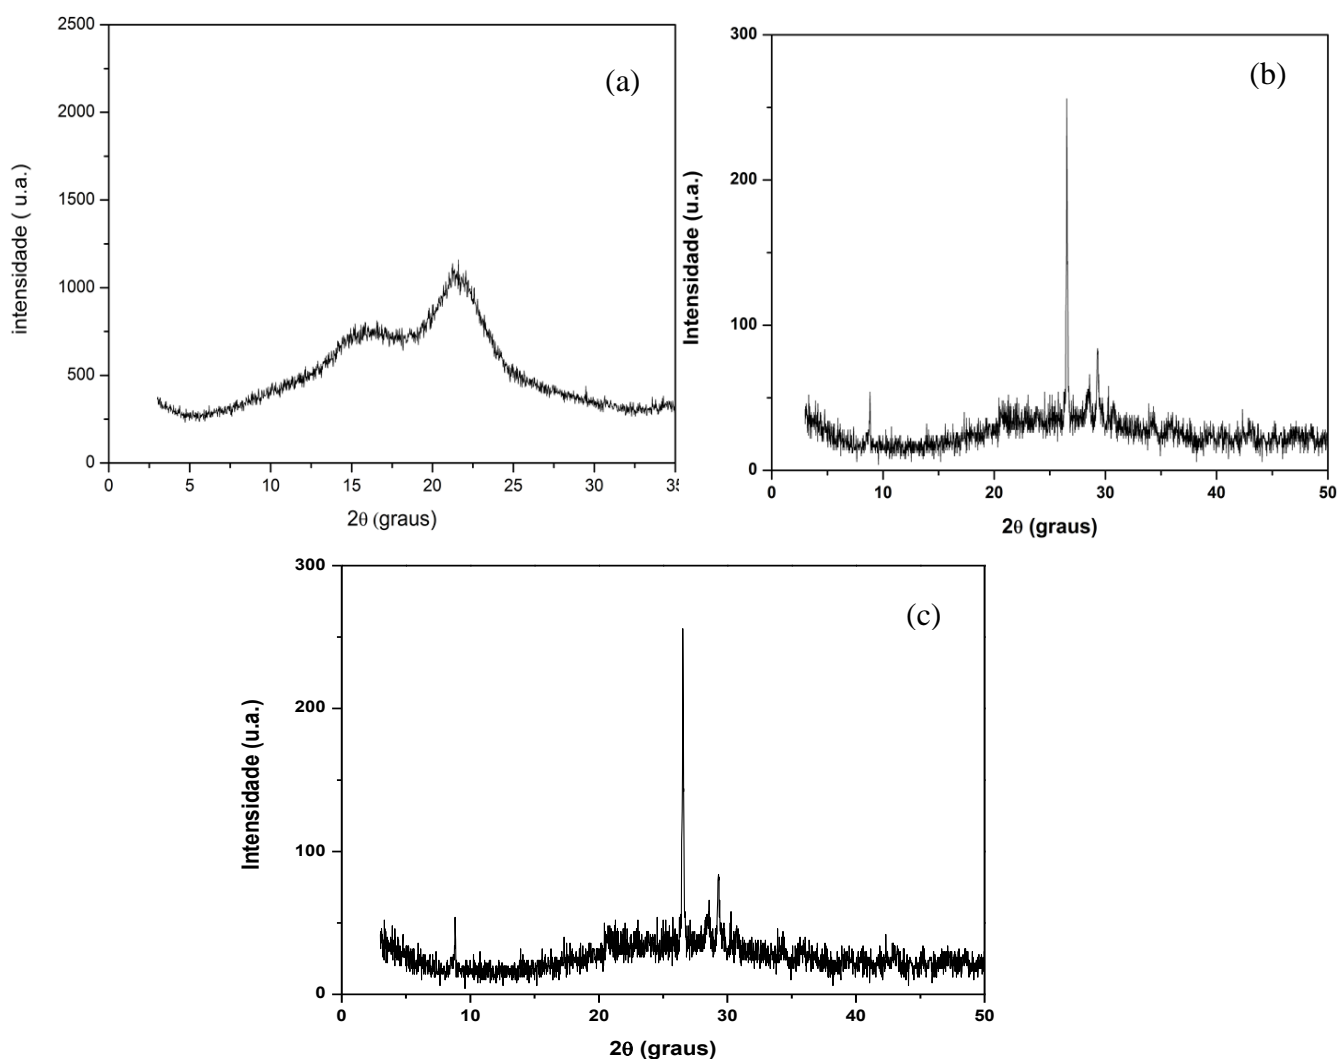 (a)
intensidade ( u.a.)
2500
2000
1500
1000
500
0
0 5 10 15 20 25 30 35
2θ (graus)
(b)
Intensidade (u.a.)
300
200
100
0
0 10 20 30 40 50
2θ (graus)
(c)
Intensidade (u.a.)
300
200
100
0
0 10 20 30 40 50
2θ (graus)